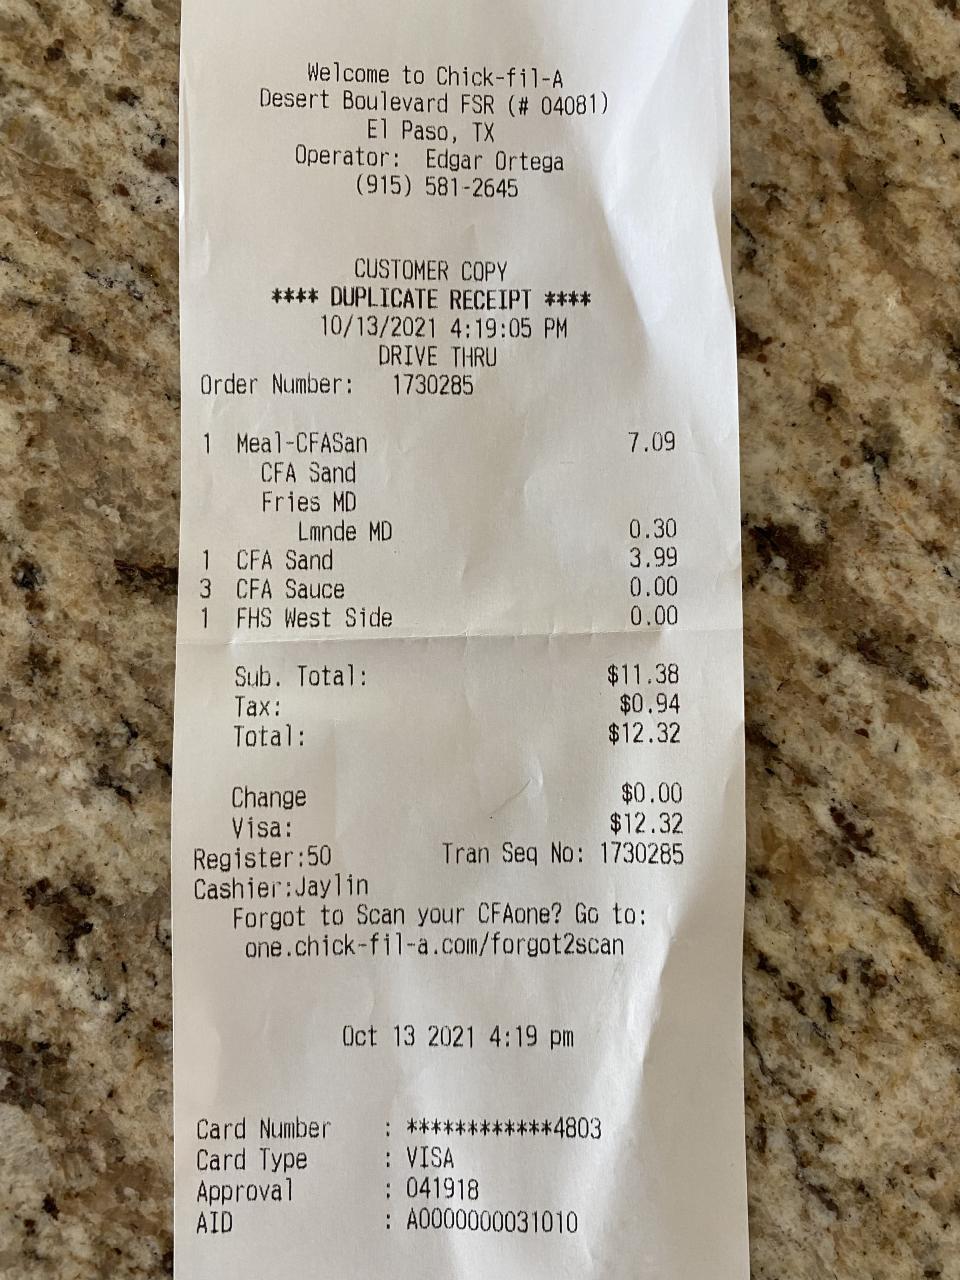 Welcome to Chick-fil-A
Desert Boulevard FSR (# 04081)
El Paso, TX
Operator: Edgar Ortega
(915) 581-2645
CUSTOMER COPY
**** DUPLICATE RECEIPT ****
10/13/2021 4:19:05 PM
DRIVE THRU
Order Number: 1730285
1 Meal-CFASan 7.09
CFA Sand
Fries MD
Lmnde MD 0.30
1 CFA Sand 3.99
3 CFA Sauce 0.00
1 FHS West Side 0.00
Sub. Total: $11.38
Tax: $0.94
Total: $12.32
Change $0.00
Visa: $12.32
Register:50 Tran Seq No: 1730285
Cashier:Jaylin
Forgot to Scan your CFAone? Go to:
one.chick-fil-a.com/forgot2scan
Oct 13 2021 4:19 pm
Card Number : ************4803
Card Type : VISA
Approval : 041918
AID : A0000000031010